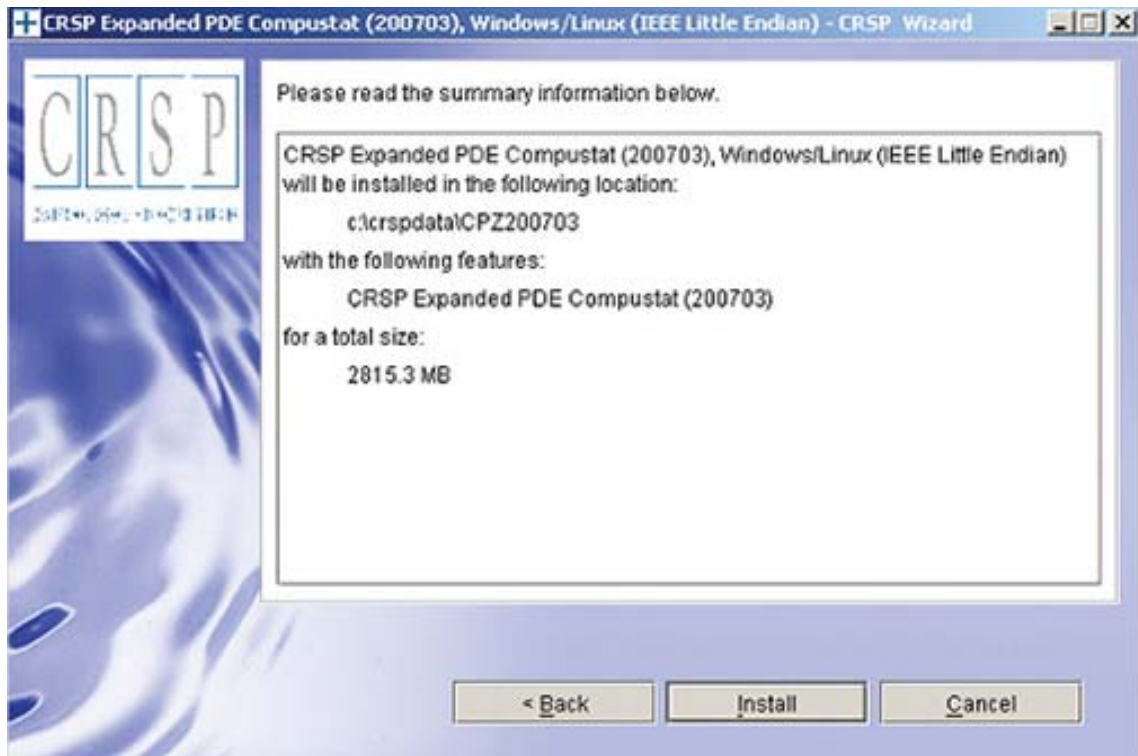 CRSP Expanded PDE Compustat (200703), Windows/Linux (IEEE Little Endian) - CRSP Wizard
CRSP
Please read the summary information below.
CRSP Expanded PDE Compustat (200703), Windows/Linux (IEEE Little Endian)
will be installed in the following location:
c:\crspdata\CPZ200703
with the following features:
CRSP Expanded PDE Compustat (200703)
for a total size:
2815.3 MB
< Back
Install
Cancel